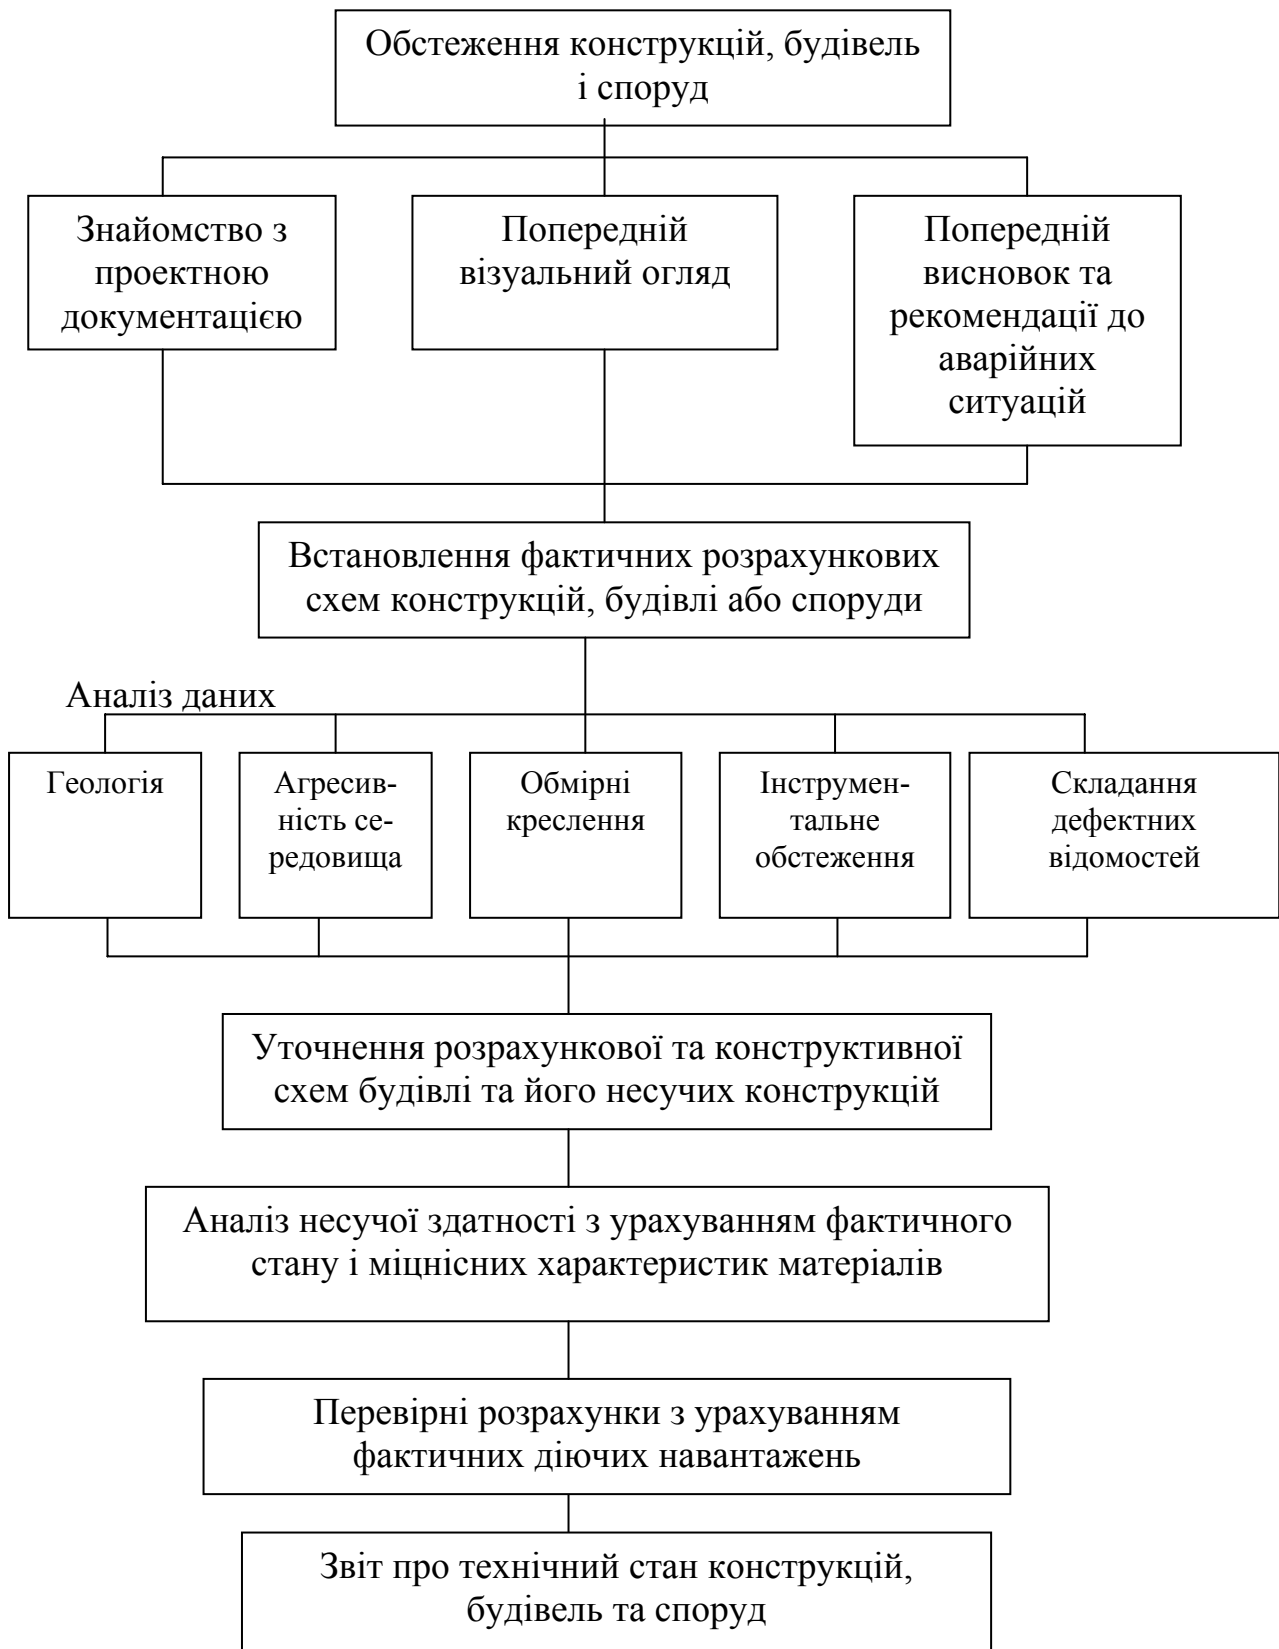 Обстеження конструкцій, будівель
і споруд
Знайомство з
проектною
документацією
Попередній
візуальний огляд
Попередній
висновок та
рекомендації до
аварійних
ситуацій
Встановлення фактичних розрахункових
схем конструкцій, будівлі або споруди
Аналіз даних
Геологія
Агресив-
ність се-
редовища
Обмірні
креслення
Інструмен-
тальне
обстеження
Складання
дефектних
відомостей
Уточнення розрахункової та конструктивної
схем будівлі та його несучих конструкцій
Аналіз несучої здатності з урахуванням фактичного
стану і міцнісних характеристик матеріалів
Перевірні розрахунки з урахуванням
фактичних діючих навантажень
Звіт про технічний стан конструкцій,
будівель та споруд